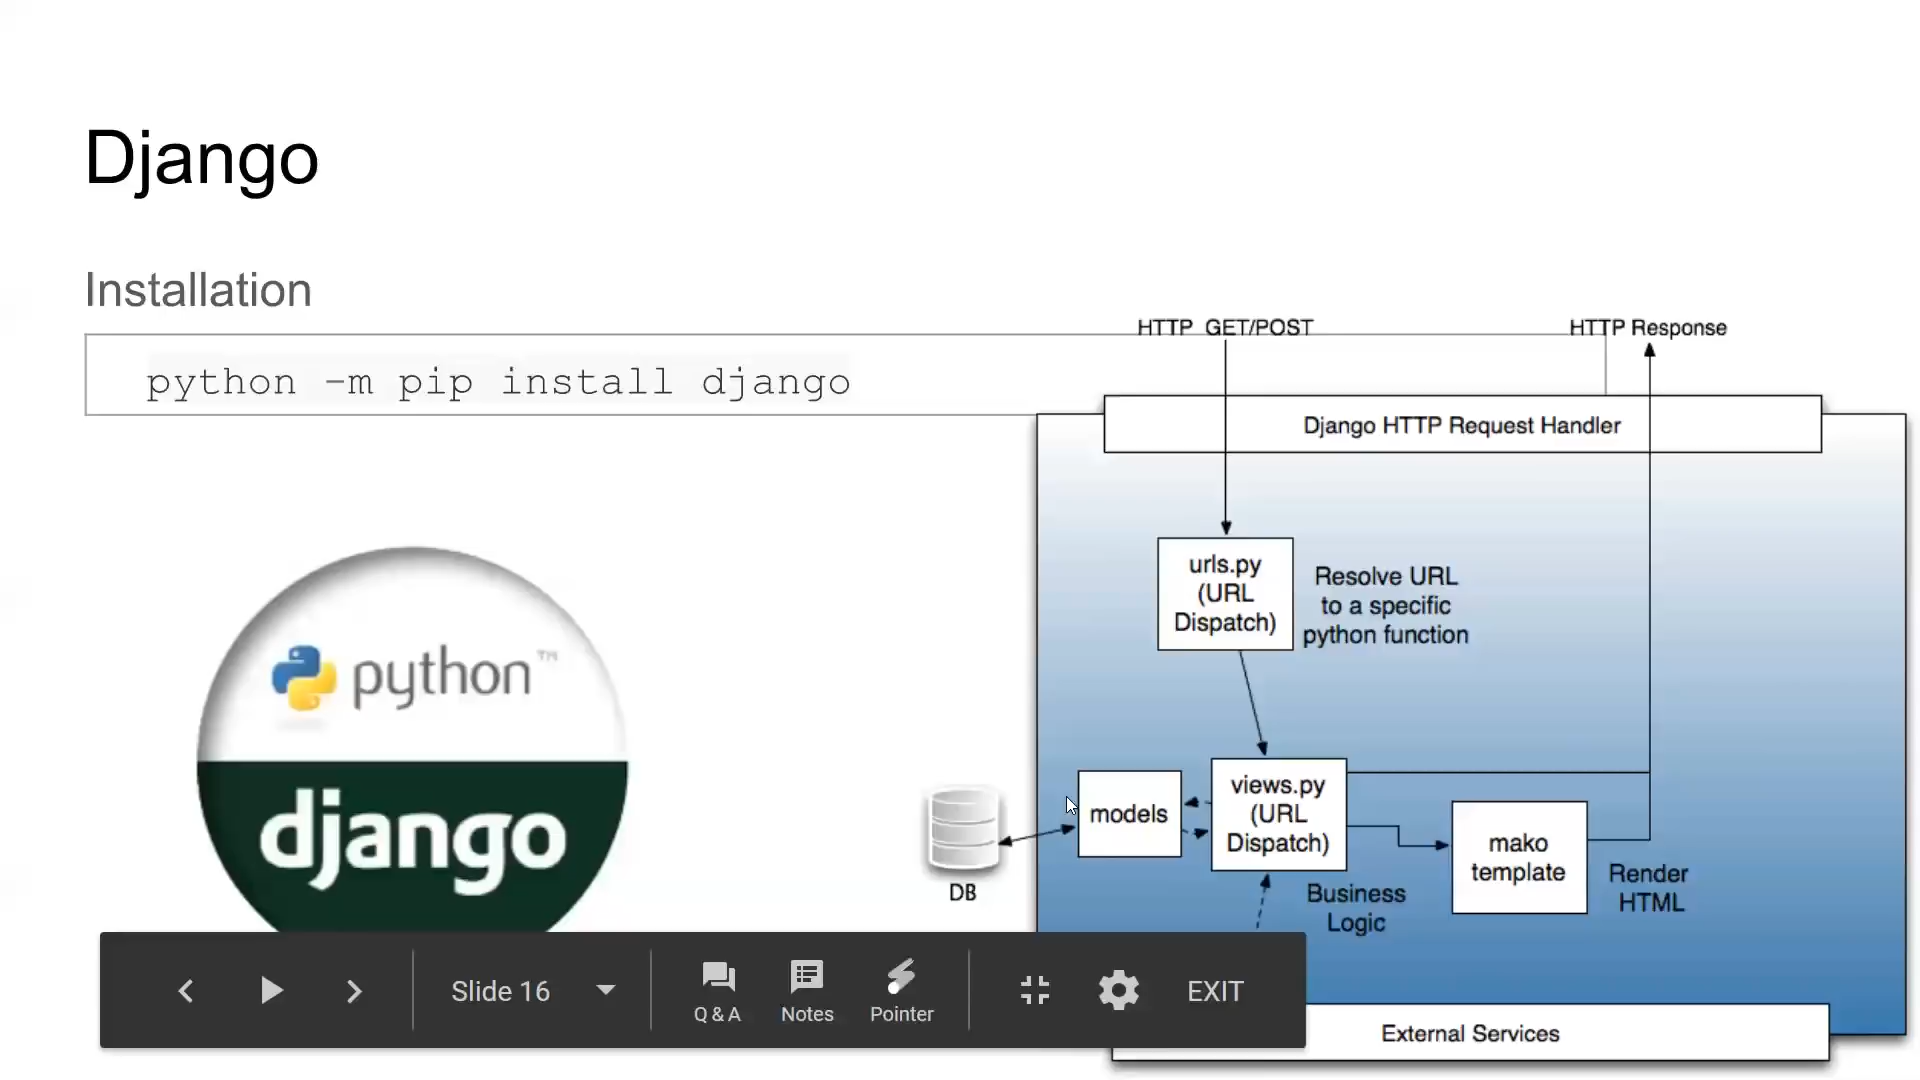 Django
Installation
python -m pip install django
HTTP GET/POST
HTTP Response
Django HTTP Request Handler
urls.py
(URL
Dispatch)
Resolve URL
to a specific
python function
python™
django
models
views.py
(URL
Dispatch)
mako
template
DB
Business
Logic
Render
HTML
Slide 16
Q & A
Notes
Pointer
EXIT
External Services